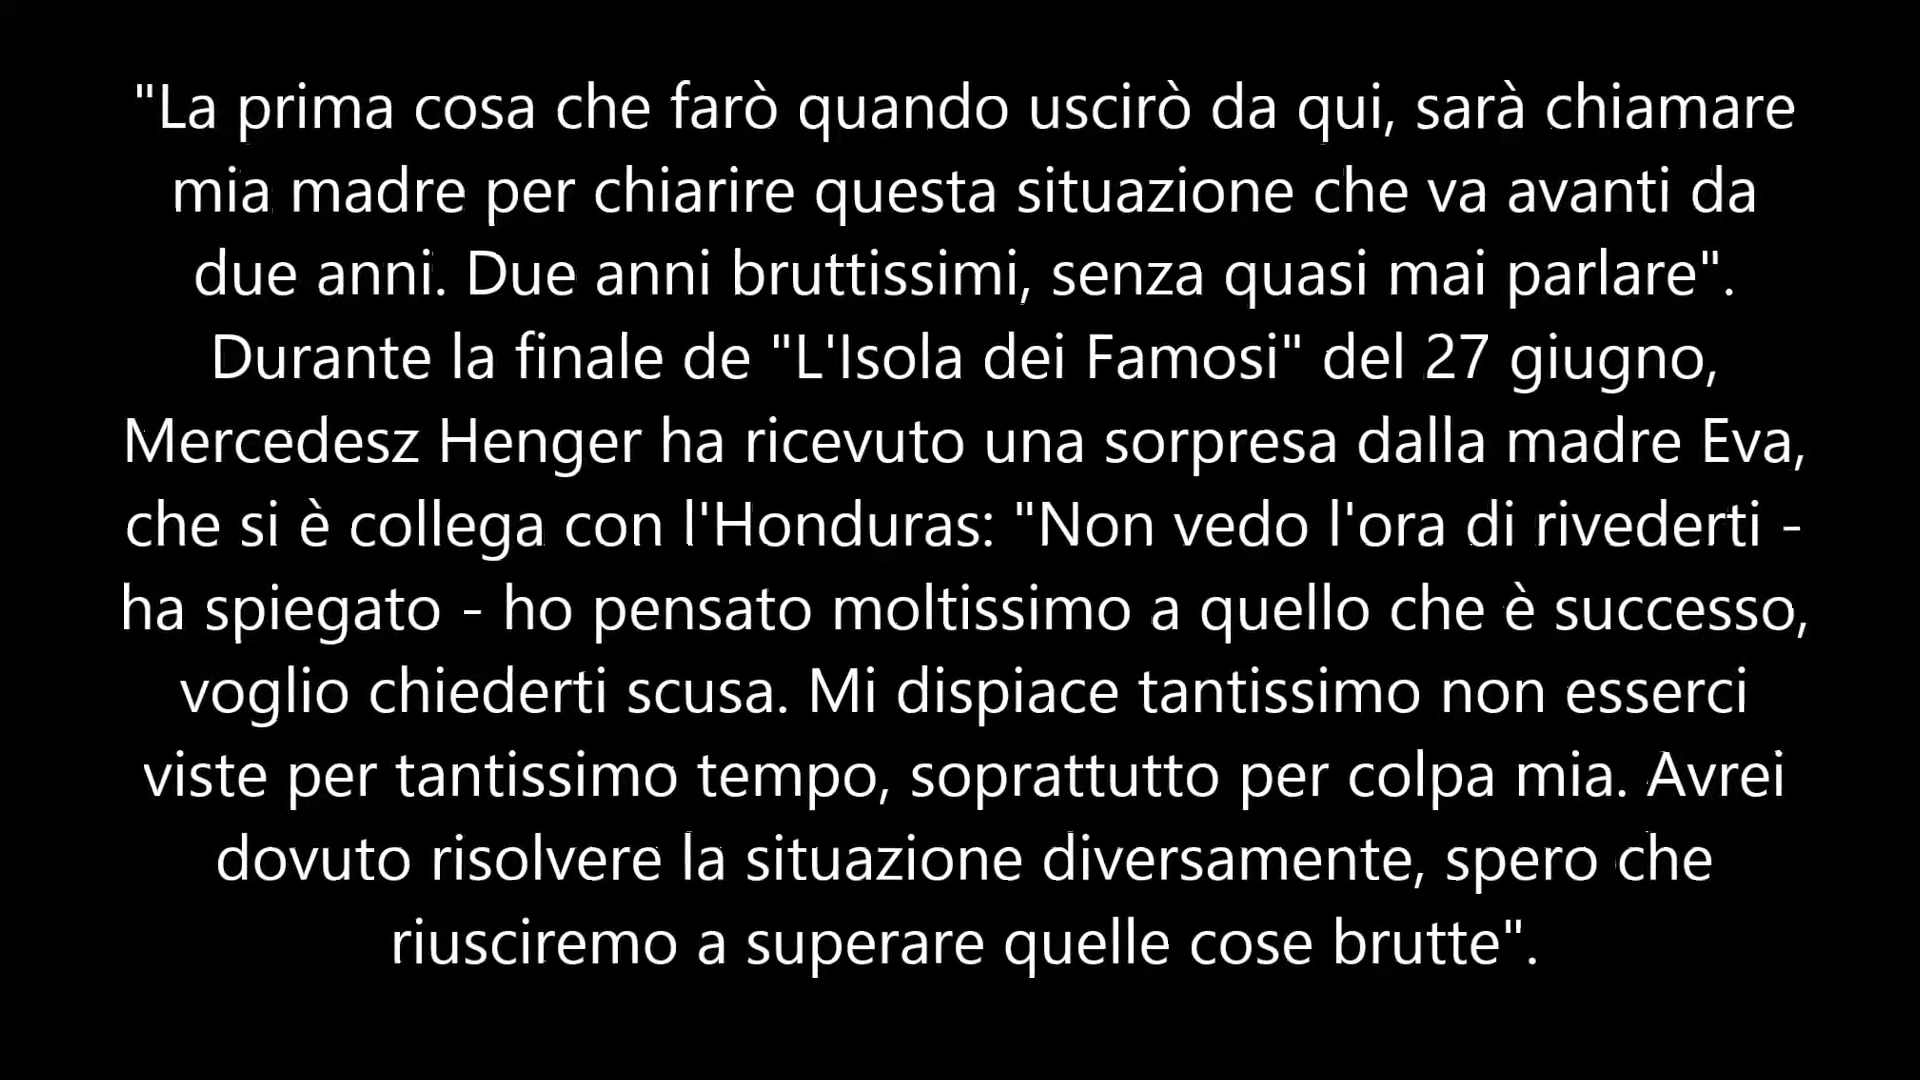 "La prima cosa che farò quando uscirò da qui, sarà chiamare
mia madre per chiarire questa situazione che va avanti da
due anni. Due anni bruttissimi, senza quasi mai parlare".
Durante la finale de "L'Isola dei Famosi" del 27 giugno,
Mercedesz Henger ha ricevuto una sorpresa dalla madre Eva,
che si è collega con l'Honduras: "Non vedo l'ora di rivederti -
ha spiegato - ho pensato moltissimo a quello che è successo,
voglio chiederti scusa. Mi dispiace tantissimo non esserci
viste per tantissimo tempo, soprattutto per colpa mia. Avrei
dovuto risolvere la situazione diversamente, spero che
riusciremo a superare quelle cose brutte".